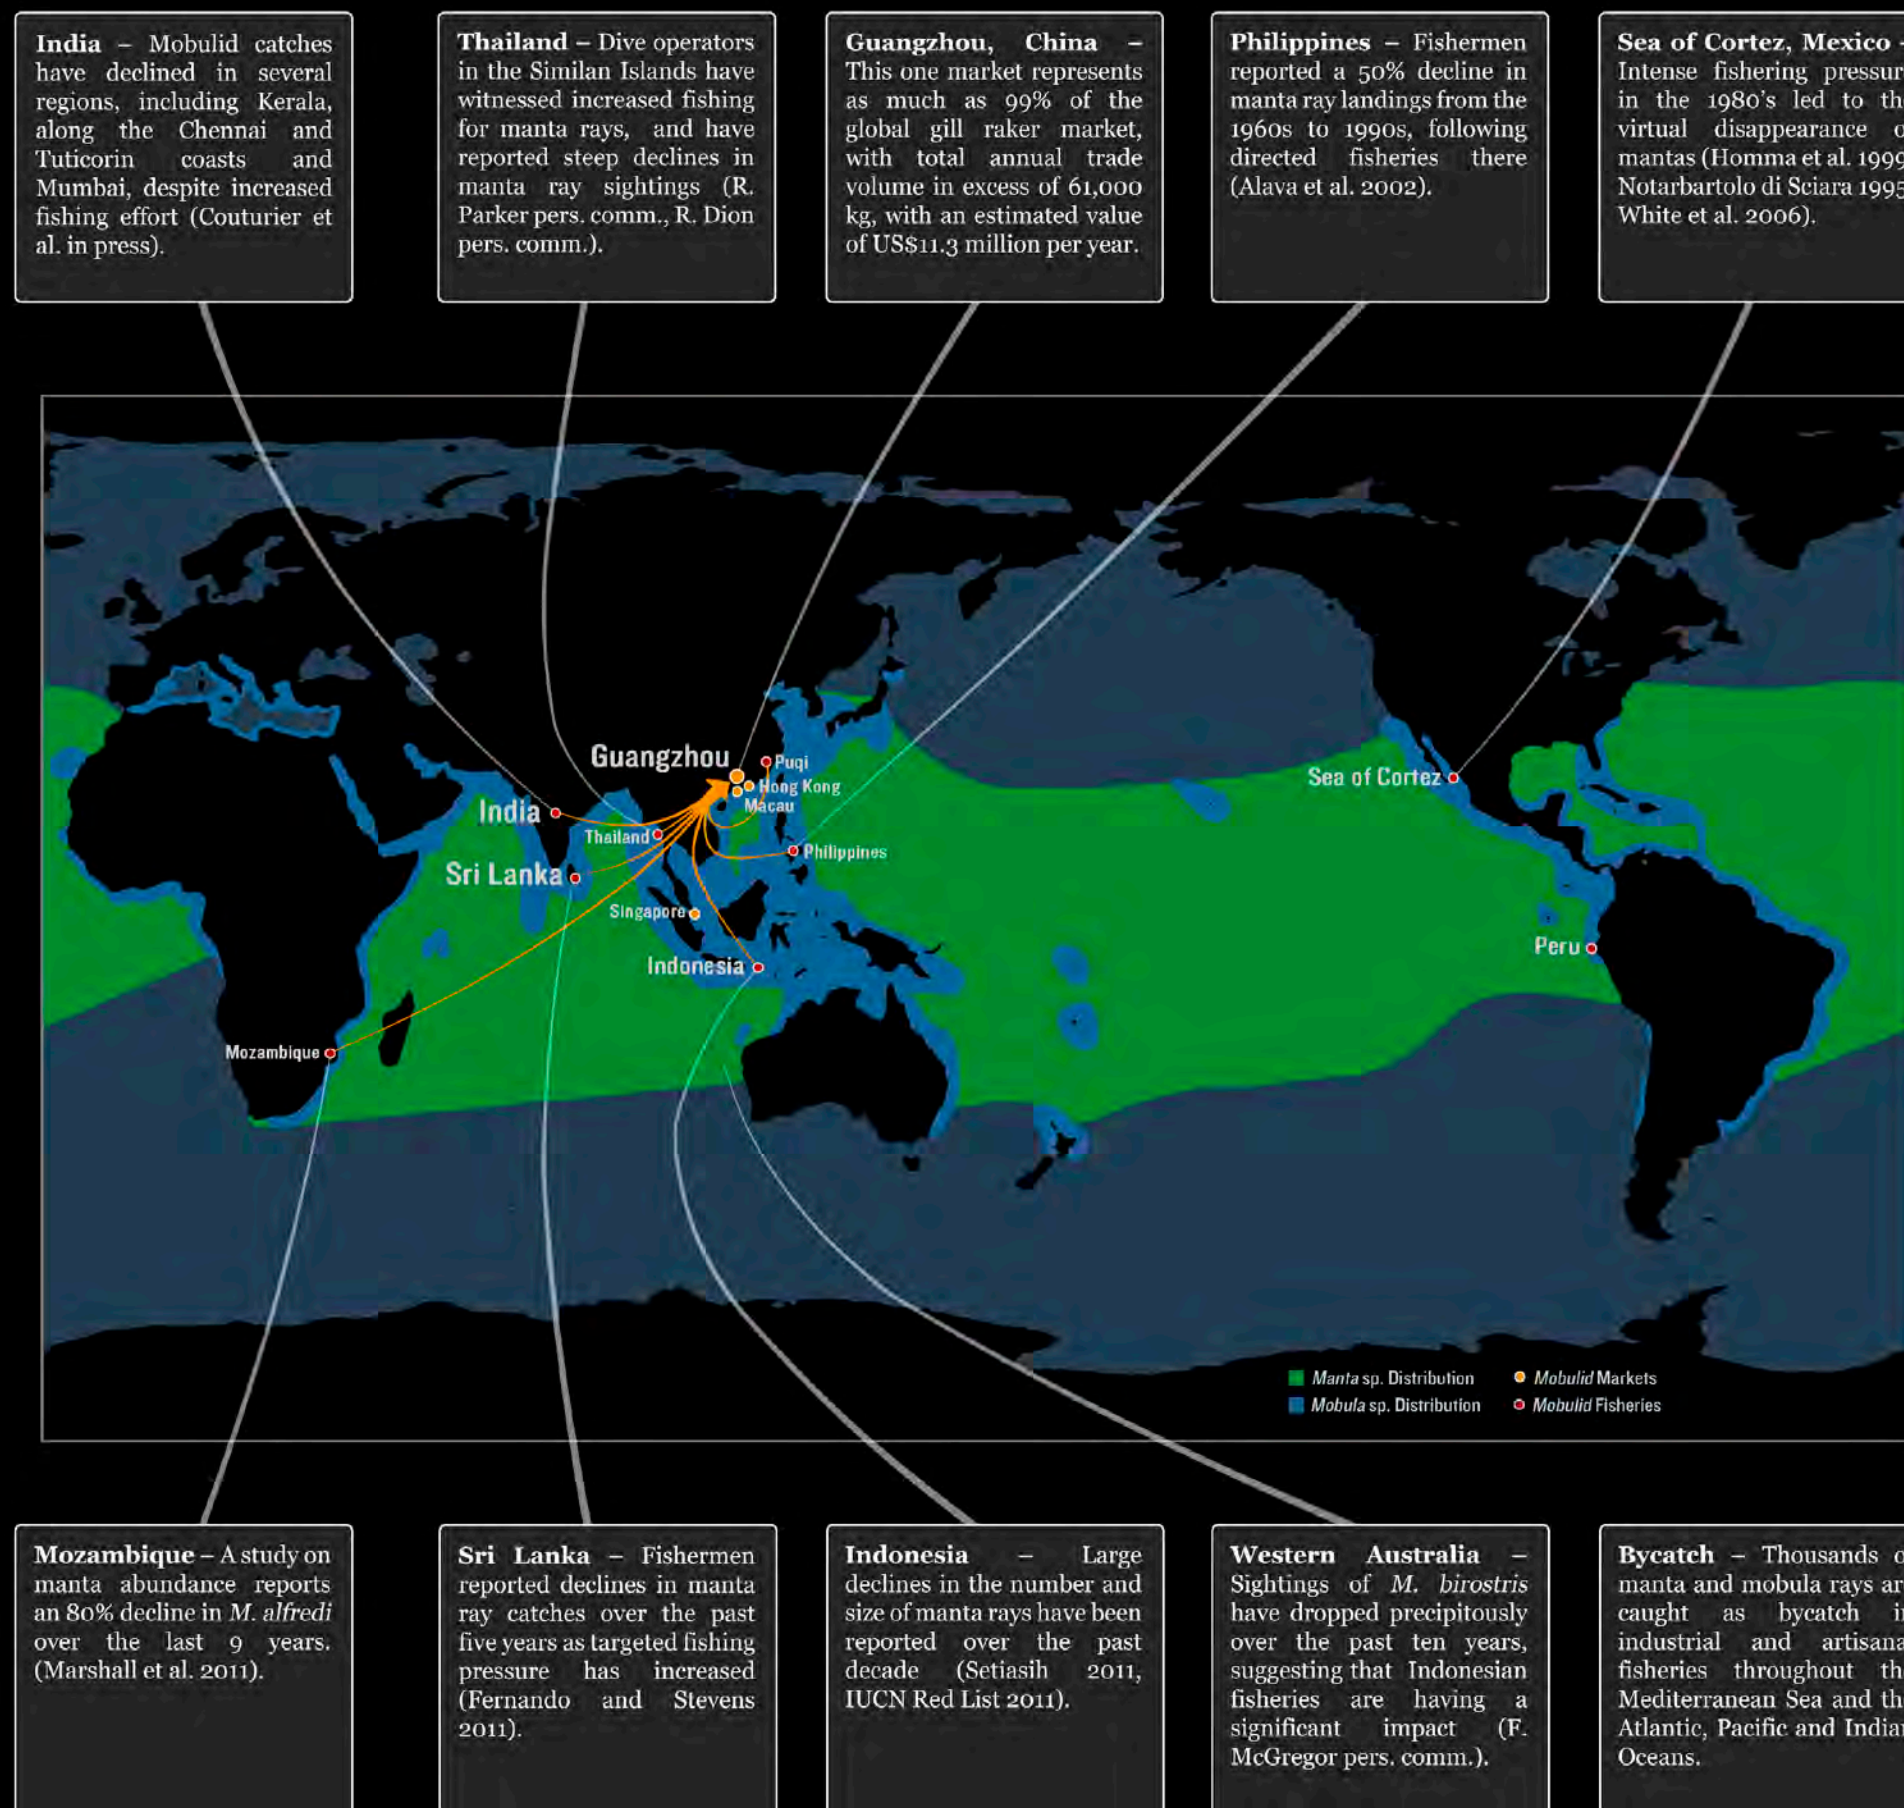 India – Mobulid catches
have declined in several
regions, including Kerala,
along the Chennai and
Tuticorin coasts and
Mumbai, despite increased
fishing effort (Couturier et
al. in press).
Thailand – Dive operators
in the Similan Islands have
witnessed increased fishing
for manta rays, and have
reported steep declines in
manta ray sightings (R.
Parker pers. comm., R. Dion
pers. comm.).
Guangzhou, China –
This one market represents
as much as 99% of the
global gill raker market,
with total annual trade
volume in excess of 61,000
kg, with an estimated value
of US$11.3 million per year.
Philippines – Fishermen
reported a 50% decline in
manta ray landings from the
1960s to 1990s, following
directed fisheries there
(Alava et al. 2002).
Sea of Cortez, Mexico –
Intense fishering pressur
in the 1980's led to th
virtual disappearance o
mantas (Homma et al. 1999
Notarbartolo di Sciara 1995
White et al. 2006).
Guangzhou
Puqi
Hong Kong
Macau
India
Thailand
Philippines
Sri Lanka
Singapore
Indonesia
Mozambique
Sea of Cortez
Peru
Manta sp. Distribution
Mobulid Markets
Mobula sp. Distribution
Mobulid Fisheries
Mozambique – A study on
manta abundance reports
an 80% decline in M. alfredi
over the last 9 years.
(Marshall et al. 2011).
Sri Lanka – Fishermen
reported declines in manta
ray catches over the past
five years as targeted fishing
pressure has increased
(Fernando and Stevens
2011).
Indonesia – Large
declines in the number and
size of manta rays have been
reported over the past
decade (Setiasih 2011,
IUCN Red List 2011).
Western Australia –
Sightings of M. birostris
have dropped precipitously
over the past ten years,
suggesting that Indonesian
fisheries are having a
significant impact (F.
McGregor pers. comm.).
Bycatch – Thousands o
manta and mobula rays ar
caught as bycatch i
industrial and artisana
fisheries throughout th
Mediterranean Sea and th
Atlantic, Pacific and India
Oceans.